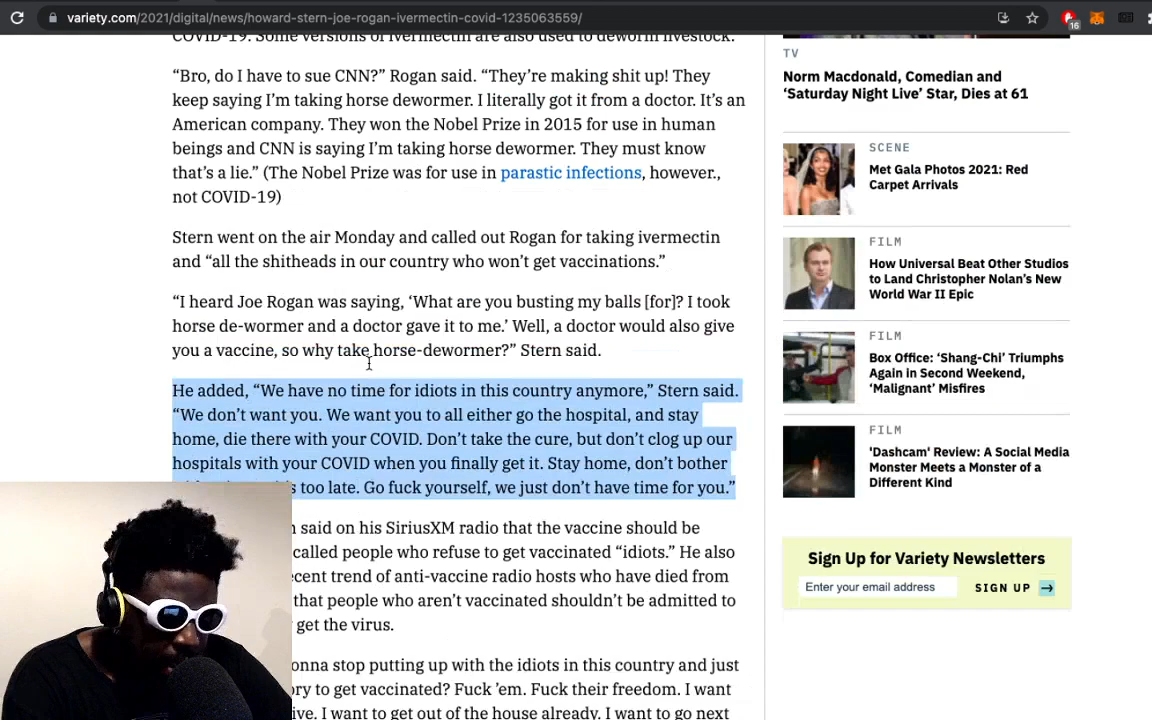 variety.com/2021/digital/news/howard-stern-joe-rogan-ivermectin-covid-1235063559/
16
COVID-19. Some versions of ivermectin are also used to deworm livestock.
“Bro, do I have to sue CNN?” Rogan said. “They’re making shit up! They
keep saying I’m taking horse dewormer. I literally got it from a doctor. It’s an
American company. They won the Nobel Prize in 2015 for use in human
beings and CNN is saying I’m taking horse dewormer. They must know
that’s a lie.” (The Nobel Prize was for use in parastic infections, however.,
not COVID-19)
Stern went on the air Monday and called out Rogan for taking ivermectin
and “all the shitheads in our country who won’t get vaccinations.”
“I heard Joe Rogan was saying, ‘What are you busting my balls [for]? I took
horse de-wormer and a doctor gave it to me.’ Well, a doctor would also give
you a vaccine, so why take horse-dewormer?” Stern said.
He added, “We have no time for idiots in this country anymore,” Stern said.
“We don’t want you. We want you to all either go the hospital, and stay
home, die there with your COVID. Don’t take the cure, but don’t clog up our
hospitals with your COVID when you finally get it. Stay home, don’t bother
too late. Go fuck yourself, we just don’t have time for you.”
said on his SiriusXM radio that the vaccine should be
called people who refuse to get vaccinated “idiots.” He also
trend of anti-vaccine radio hosts who have died from
that people who aren’t vaccinated shouldn’t be admitted to
get the virus.
stop putting up with the idiots in this country and just
to get vaccinated? Fuck ’em. Fuck their freedom. I want
I want to get out of the house already. I want to go next
TV
Norm Macdonald, Comedian and
‘Saturday Night Live’ Star, Dies at 61
SCENE
Met Gala Photos 2021: Red
Carpet Arrivals
FILM
How Universal Beat Other Studios
to Land Christopher Nolan’s New
World War II Epic
FILM
Box Office: ‘Shang-Chi’ Triumphs
Again in Second Weekend,
‘Malignant’ Misfires
FILM
'Dashcam' Review: A Social Media
Monster Meets a Monster of a
Different Kind
Sign Up for Variety Newsletters
Enter your email address SIGN UP →